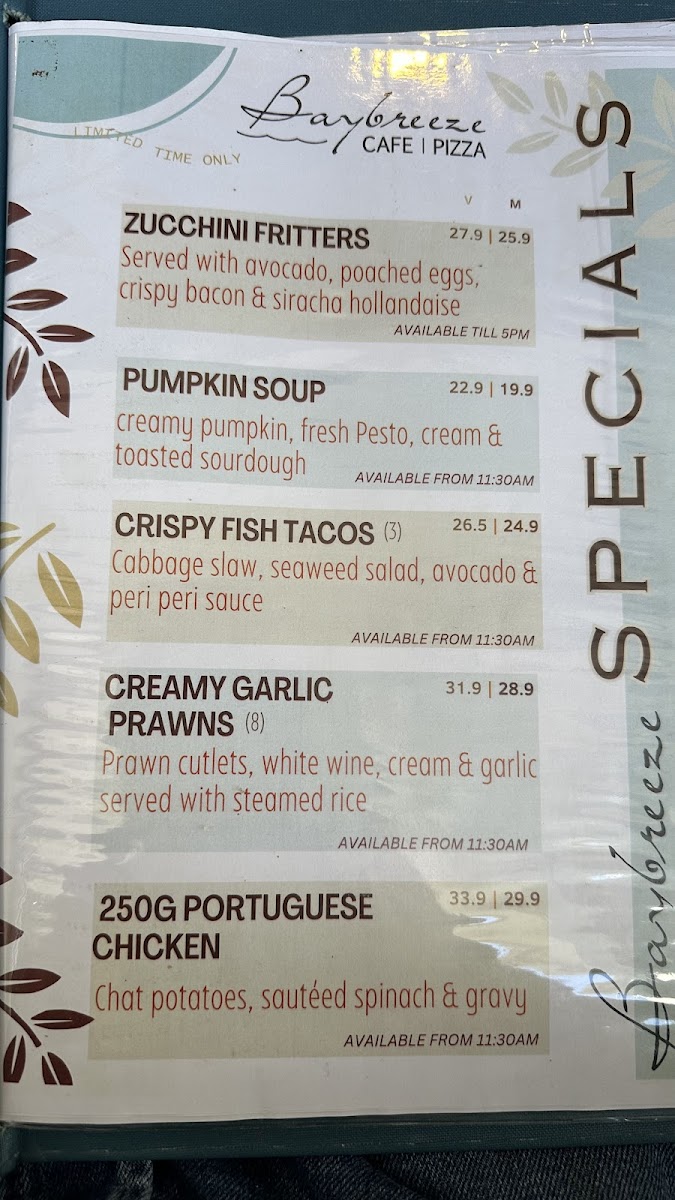 Baybreeze
CAFE | PIZZA
LIMITED TIME ONLY
V M
ZUCCHINI FRITTERS 27.9 | 25.9
Served with avocado, poached eggs,
crispy bacon & siracha hollandaise
AVAILABLE TILL 5PM
PUMPKIN SOUP 22.9 | 19.9
creamy pumpkin, fresh Pesto, cream &
toasted sourdough
AVAILABLE FROM 11:30AM
CRISPY FISH TACOS (3) 26.5 | 24.9
Cabbage slaw, seaweed salad, avocado &
peri peri sauce
AVAILABLE FROM 11:30AM
CREAMY GARLIC 31.9 | 28.9
PRAWNS (8)
Prawn cutlets, white wine, cream & garlic
served with steamed rice
AVAILABLE FROM 11:30AM
250G PORTUGUESE 33.9 | 29.9
CHICKEN
Chat potatoes, sautéed spinach & gravy
AVAILABLE FROM 11:30AM
SPECIALS
Baybreeze